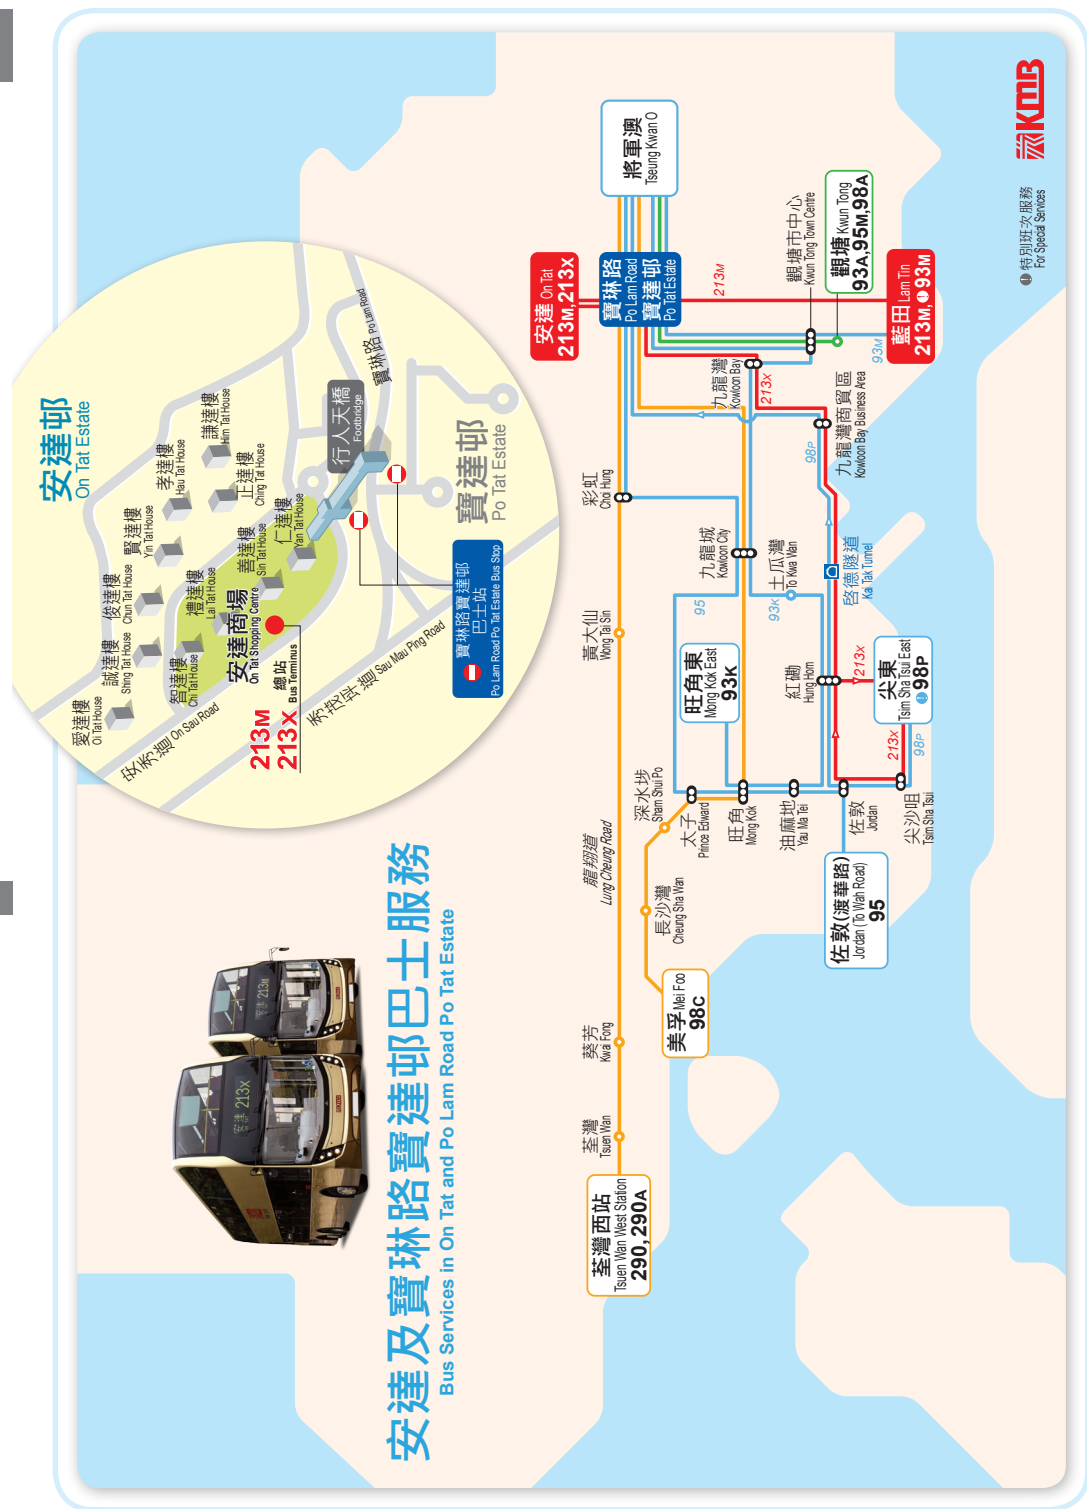 安達及寶琳路寶達邨巴士服務
Bus Services in On Tat and Po Lam Road Po Tat Estate
安達
213X
安達
213M
安達邨
On Tat Estate
愛達樓
Oi Tat House
誠達樓
Shing Tat House
俊達樓
Chun Tat House
賢達樓
Yin Tat House
孝達樓
Hau Tat House
謙達樓
Him Tat House
正達樓
Ching Tat House
智達樓
Chi Tat House
禮達樓
Lai Tat House
善達樓
Sin Tat House
仁達樓
Yan Tat House
安達商場
On Tat Shopping Centre
總站
Bus Terminus
213M
213X
安秀道 On Sau Road
秀茂坪道 Sau Mau Ping Road
寶琳路 Po Lam Road
行人天橋
Footbridge
寶達邨
Po Tat Estate
寶琳路寶達邨
巴士站
Po Lam Road Po Tat Estate Bus Stop
KMB
特別班次服務
For Special Services
荃灣西站
Tsuen Wan West Station
290, 290A
荃灣
Tsuen Wan
葵芳
Kwai Fong
龍翔道
Lung Cheung Road
黃大仙
Wong Tai Sin
彩虹
Choi Hung
安達 On Tat
213M, 213X
寶琳路
Po Lam Road
寶達邨
Po Tat Estate
將軍澳
Tseung Kwan O
美孚 Mei Foo
98C
長沙灣
Cheung Sha Wan
深水埗
Sham Shui Po
太子
Prince Edward
旺角
Mong Kok
油麻地
Yau Ma Tei
佐敦
Jordan
尖沙咀
Tsim Sha Tsui
佐敦(渡華路)
Jordan (To Wah Road)
95
旺角東
Mong Kok East
93K
95
九龍城
Kowloon City
土瓜灣
To Kwa Wan
93K
紅磡
Hung Hom
九龍灣
Kowloon Bay
213X
213M
98P
啓德隧道
Kai Tak Tunnel
九龍灣商貿區
Kowloon Bay Business Area
93M
觀塘市中心
Kwun Tong Town Centre
觀塘 Kwun Tong
93A, 95M, 98A
藍田 Lam Tin
213M, 93M
213X
尖東
Tsim Sha Tsui East
98P
213X
98P